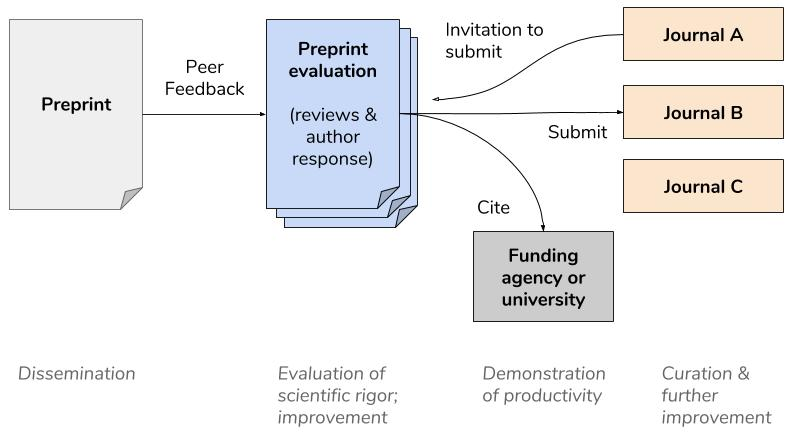 Preprint
Peer
Feedback
Preprint
evaluation
(reviews &
author
response)
Invitation to
submit
Submit
Cite
Journal A
Journal B
Journal C
Funding
agency or
university
Dissemination
Evaluation of
scientific rigor;
improvement
Demonstration
of productivity
Curation &
further
improvement